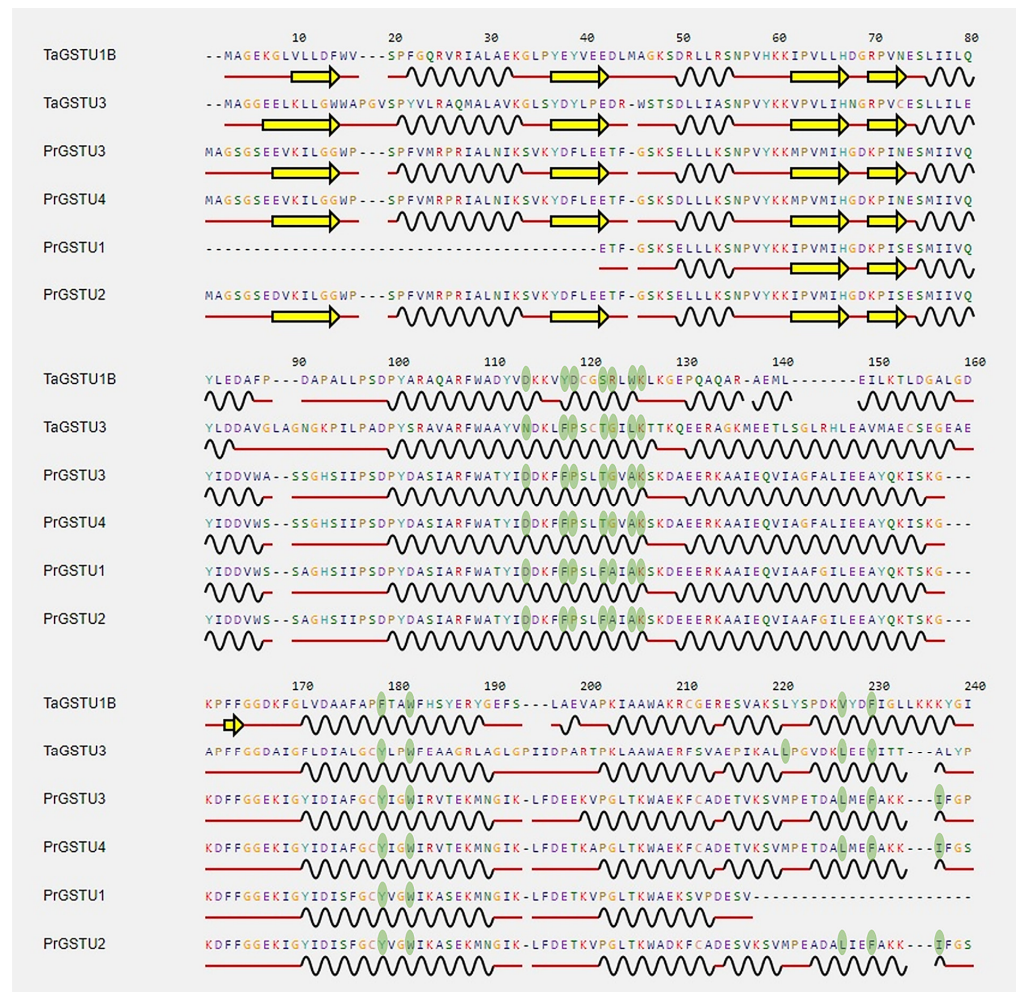 10 20 30 40 50 60 70 80
TaGSTU1B --MAGEKGLVLLDFWV---SPFGQRVRIALAEKGLPYEYVEEDLMAGKSDRLLRSNPVHKKIPVLLHDGRPVNESLIILQ
TaGSTU3 --MAGGEELKLLGWWAPGVSPYVLRAQMALAVKGLSYDYLPEDR-WSTSDLLIASNPVYKKVPVLIHNGRPVCESLLILE
PrGSTU3 MAGSGSEEVKILGGWP---SPFVMRPRIALNIKSVKYDFLEETF-GSKSELLLKSNPVYKKMPVMIHGDKPINESMIIVQ
PrGSTU4 MAGSGSEEVKILGGWP---SPFVMRPRIALNIKSVKYDFLEETF-GSKSDLLLKSNPVYKKMPVMIHGDKPINESMIIVQ
PrGSTU1 -----------------------------------------ETF-GSKSELLLKSNPVYKKIPVMIHGDKPISESMIIVQ
PrGSTU2 MAGSGSEDVKILGGWP---SPFVMRPRIALNIKSVKYDFLEETF-GSKSELLLKSNPVYKKIPVMIHGDKPISESMIIVQ
90 100 110 120 130 140 150 160
TaGSTU1B YLEDAFP---DAPALLPSDPYARAQARFWADYVDKKVYDCGSRLWKLKGEPQAQAR-AEML-------EILKTLDGALGD
TaGSTU3 YLDDAVGLAGNGKPILPADPYSRAVARFWAAYVNDKLFPSCTGILKTTKQEERAGKMEETLSGLRHLEAVMAECSEGEAE
PrGSTU3 YIDDVWA--SSGHSIIPSDPYDASIARFWATYIDDKFFPSLTGVAKSKDAEERKAAIEQVIAGFALIEEAYQKISKG---
PrGSTU4 YIDDVWS--SSGHSIIPSDPYDASIARFWATYIDDKFFPSLTGVAKSKDAEERKAAIEQVIAGFALIEEAYQKISKG---
PrGSTU1 YIDDVWS--SAGHSIIPSDPYDASIARFWATYIDDKFFPSLFAIAKSKDEEERKAAIEQVIAAFGILEEAYQKTSKG---
PrGSTU2 YIDDVWS--SAGHSIIPSDPYDASIARFWATYIDDKFFPSLFAIAKSKDEEERKAAIEQVIAAFGILEEAYQKTSKG---
170 180 190 200 210 220 230 240
TaGSTU1B KPFFGGDKFGLVDAAFAPFTAWFHSYERYGEFS---LAEVAPKIAAWAKRCGERESVAKSLYSPDKVYDFIGLLKKKYGI
TaGSTU3 APFFGGDAIGFLDIALGCYLPWFEAAGRLAGLGPIIDPARTPKLAAWAERFSVAEPIKALLPGVDKLEEYITT---ALYP
PrGSTU3 KDFFGGEKIGYIDIAFGCYIGWIRVTEKMNGIK-LFDEEKVPGLTKWAEKFCADETVKSVMPETDALMEFAKK---IFGP
PrGSTU4 KDFFGGEKIGYIDIAFGCYIGWIRVTEKMNGIK-LFDETKAPGLTKWAEKFCADETVKSVMPETDALMEFAKK---IFGS
PrGSTU1 KDFFGGEKIGYIDISFGCYVGWIKASEKMNGIK-LFDETKVPGLTKWAEKSVPDESV-----------------------
PrGSTU2 KDFFGGEKIGYIDISFGCYVGWIKASEKMNGIK-LFDETKVPGLTKWADKFCADESVKSVMPEADALIEFAKK---IFGS